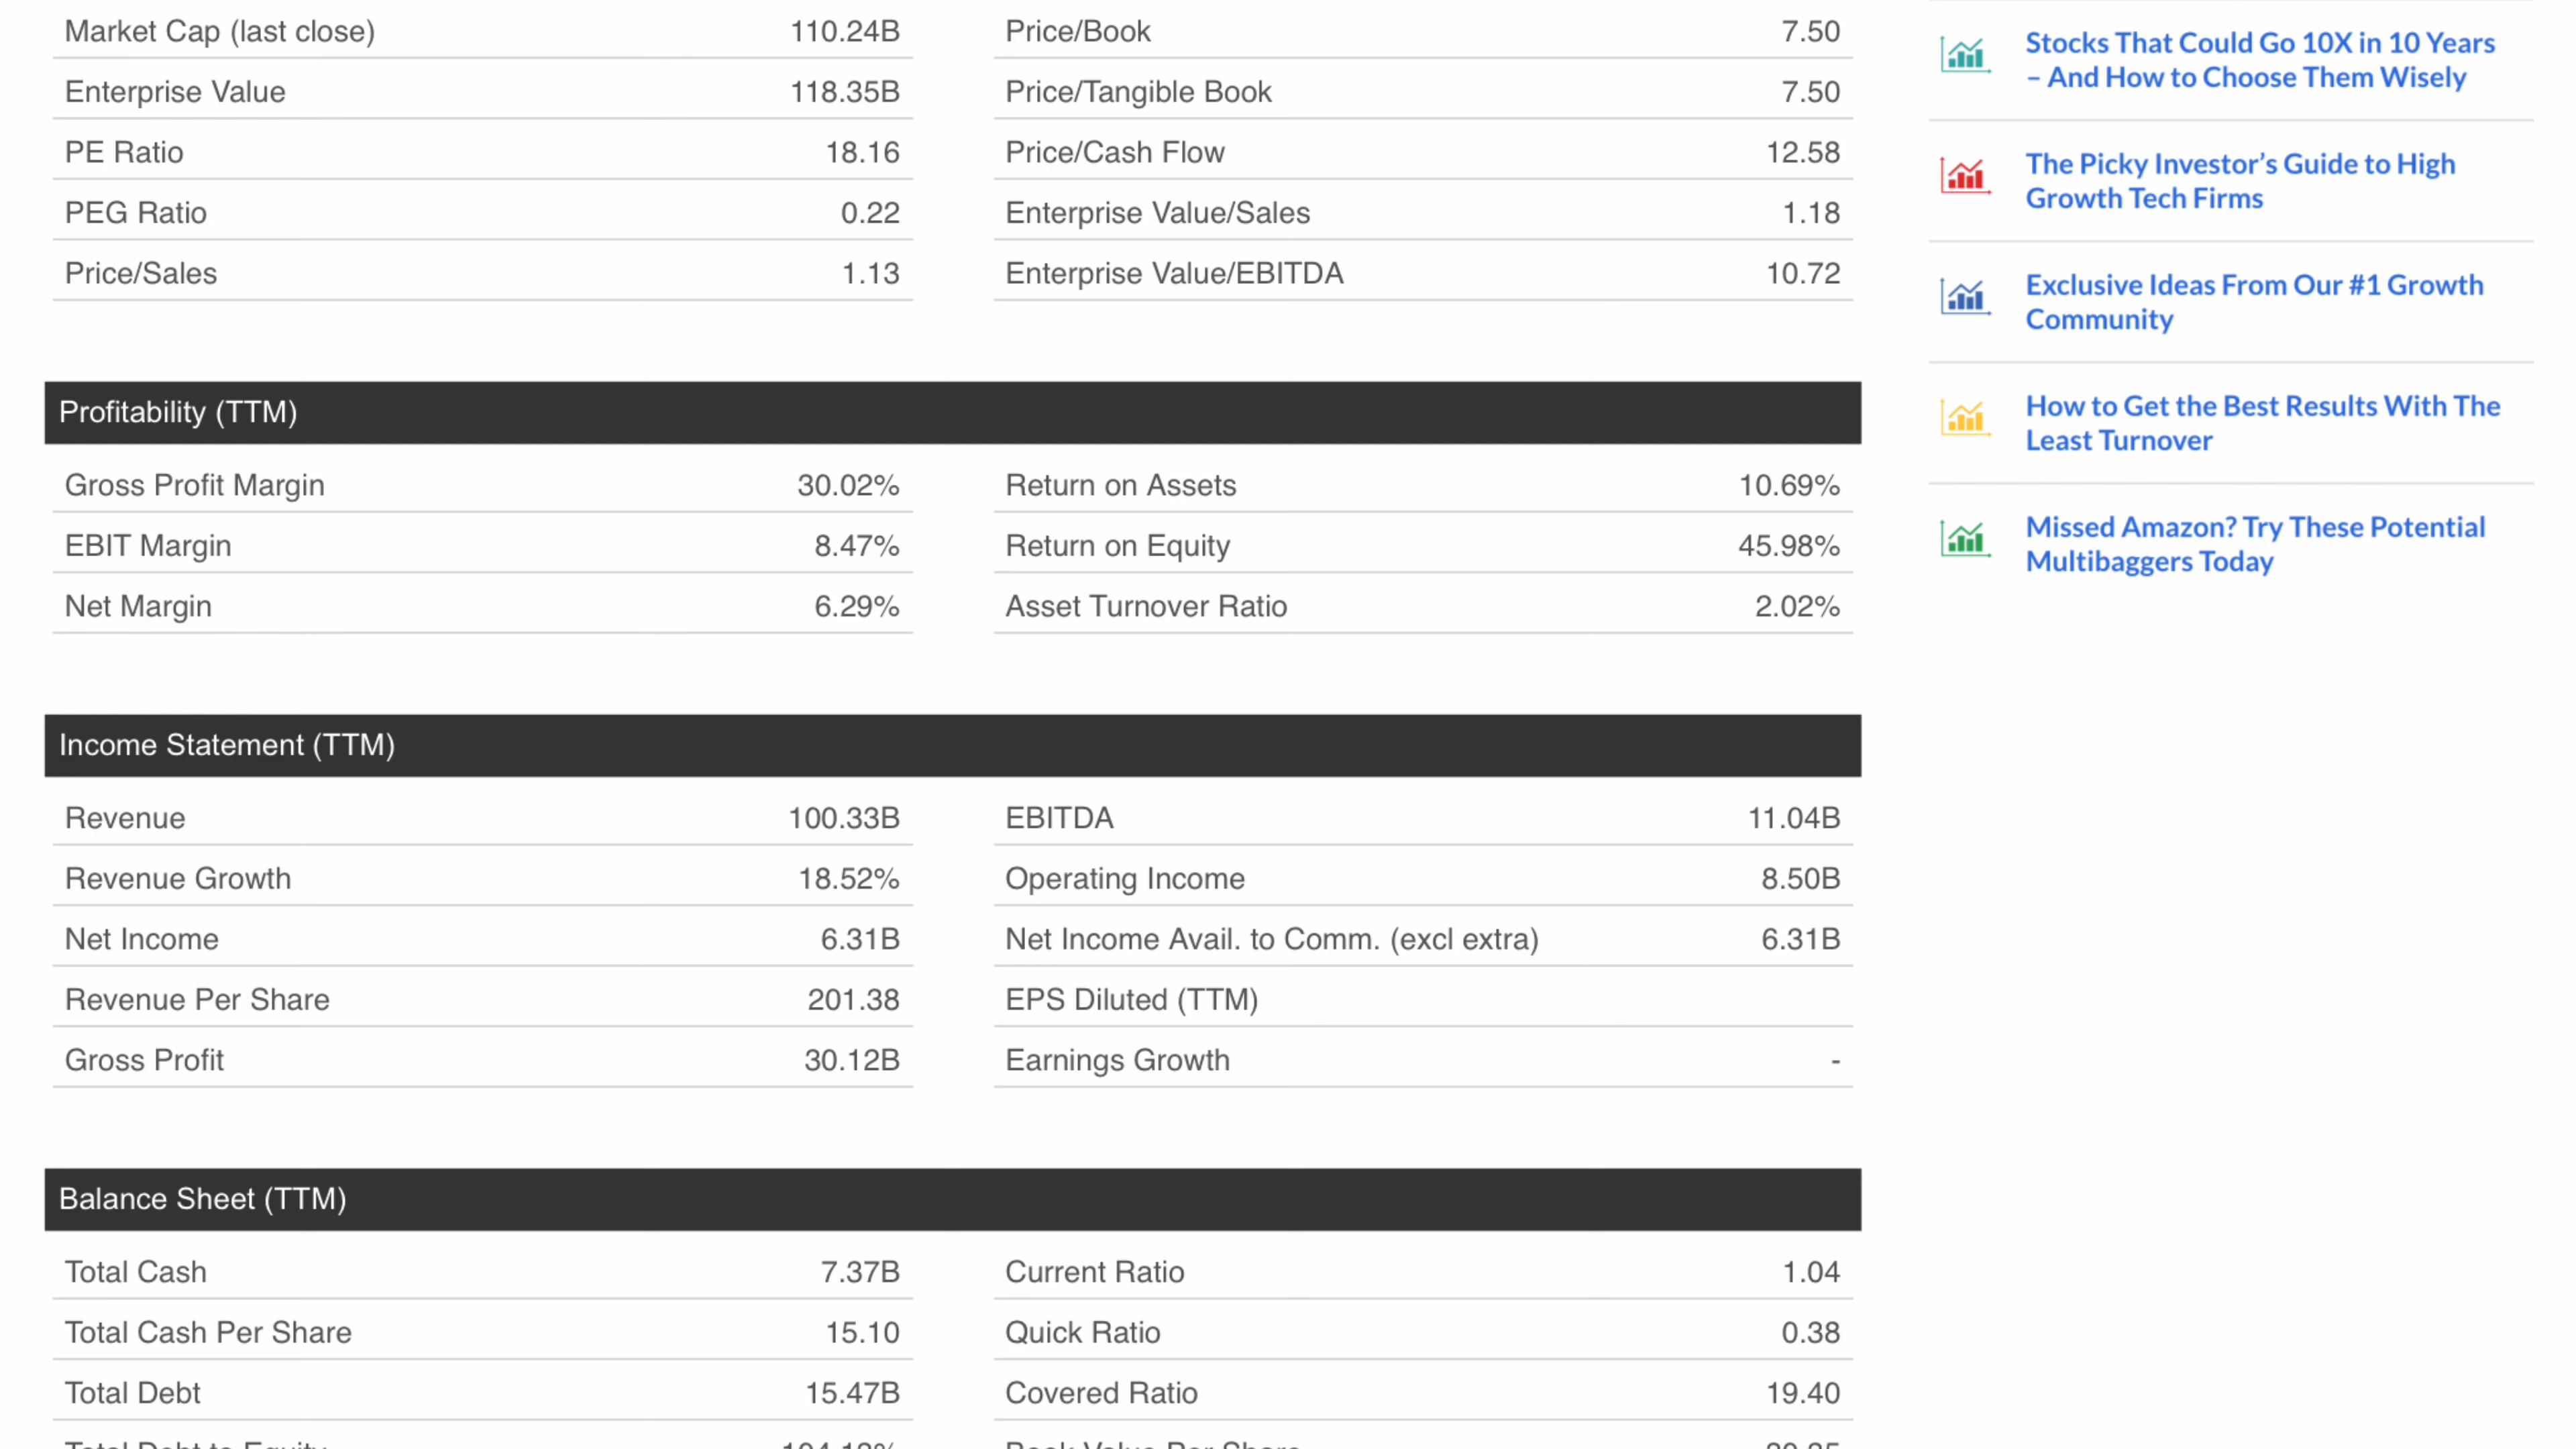 Market Cap (last close) 110.24B
Enterprise Value 118.35B
PE Ratio 18.16
PEG Ratio 0.22
Price/Sales 1.13
Price/Book 7.50
Price/Tangible Book 7.50
Price/Cash Flow 12.58
Enterprise Value/Sales 1.18
Enterprise Value/EBITDA 10.72
Profitability (TTM)
Gross Profit Margin 30.02%
EBIT Margin 8.47%
Net Margin 6.29%
Return on Assets 10.69%
Return on Equity 45.98%
Asset Turnover Ratio 2.02%
Income Statement (TTM)
Revenue 100.33B
Revenue Growth 18.52%
Net Income 6.31B
Revenue Per Share 201.38
Gross Profit 30.12B
EBITDA 11.04B
Operating Income 8.50B
Net Income Avail. to Comm. (excl extra) 6.31B
EPS Diluted (TTM)
Earnings Growth -
Balance Sheet (TTM)
Total Cash 7.37B
Total Cash Per Share 15.10
Total Debt 15.47B
Total Debt to Equity
Current Ratio 1.04
Quick Ratio 0.38
Covered Ratio 19.40
Book Value Per Share
Stocks That Could Go 10X in 10 Years
– And How to Choose Them Wisely
The Picky Investor’s Guide to High
Growth Tech Firms
Exclusive Ideas From Our #1 Growth
Community
How to Get the Best Results With The
Least Turnover
Missed Amazon? Try These Potential
Multibaggers Today